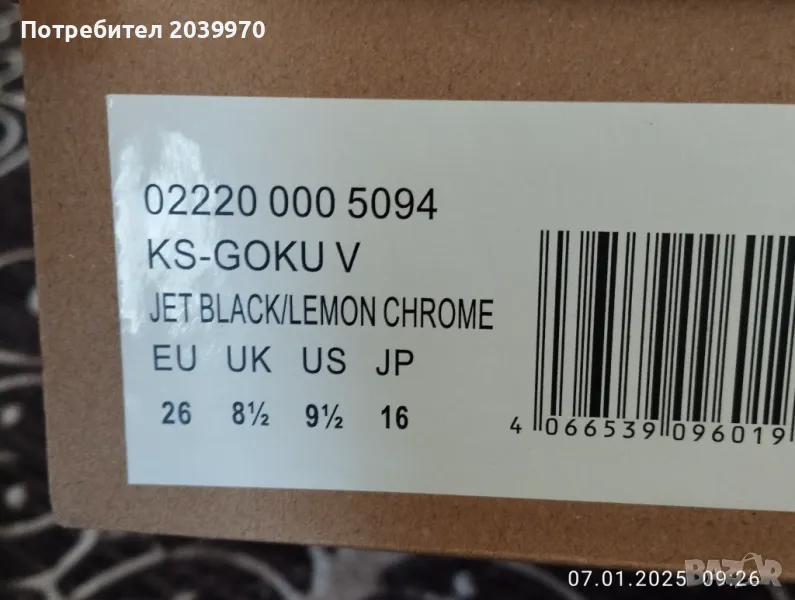 Потребител 2039970
02220 000 5094
KS-GOKU V
JET BLACK/LEMON CHROME
EU UK US JP
26 8½ 9½ 16
4 066539 096019
BAZAR
07.01.2025 09:26